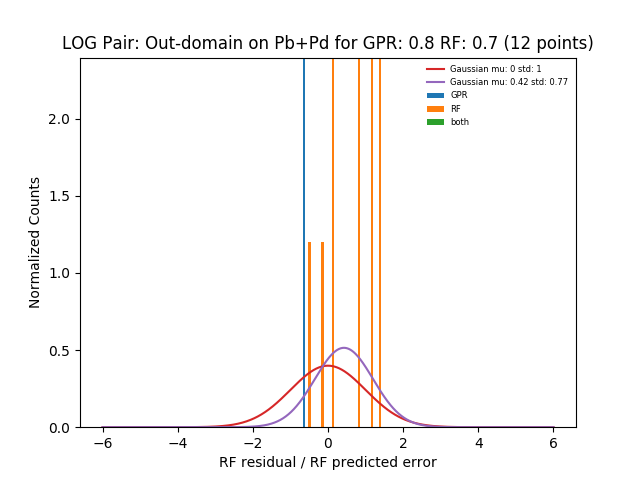 LOG Pair: Out-domain on Pb+Pd for GPR: 0.8 RF: 0.7 (12 points)
Gaussian mu: 0 std: 1
Gaussian mu: 0.42 std: 0.77
GPR
RF
both
Normalized Counts
2.0
1.5
1.0
0.5
0.0
−6 −4 −2 0 2 4 6
RF residual / RF predicted error